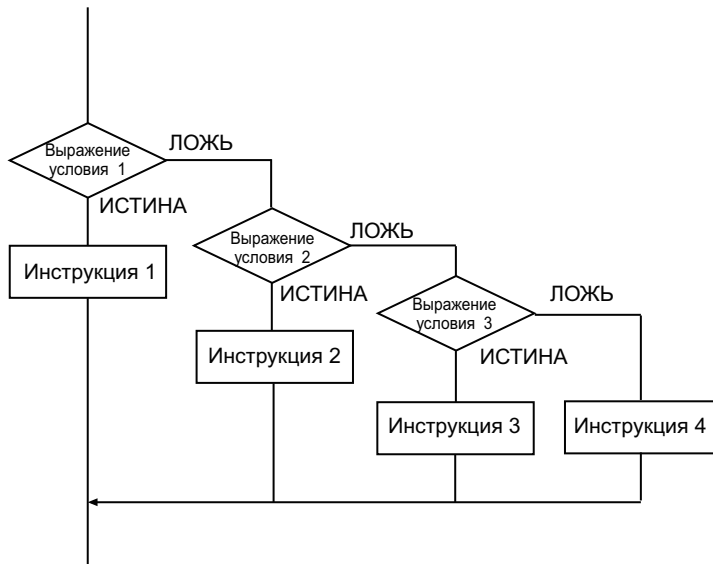 ЛОЖЬ
Выражение
условия 1
ИСТИНА
Инструкция 1
ЛОЖЬ
Выражение
условия 2
ИСТИНА
Инструкция 2
ЛОЖЬ
Выражение
условия 3
ИСТИНА
Инструкция 3
Инструкция 4